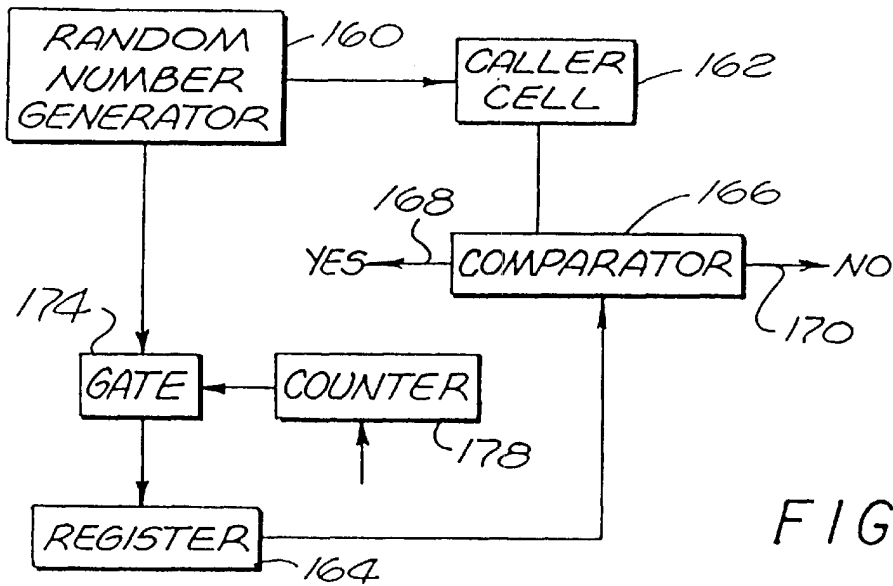 RANDOM
NUMBER
GENERATOR
160
CALLER
CELL
162
166
168
YES
COMPARATOR
NO
170
174
GATE
COUNTER
178
REGISTER
164
FIG